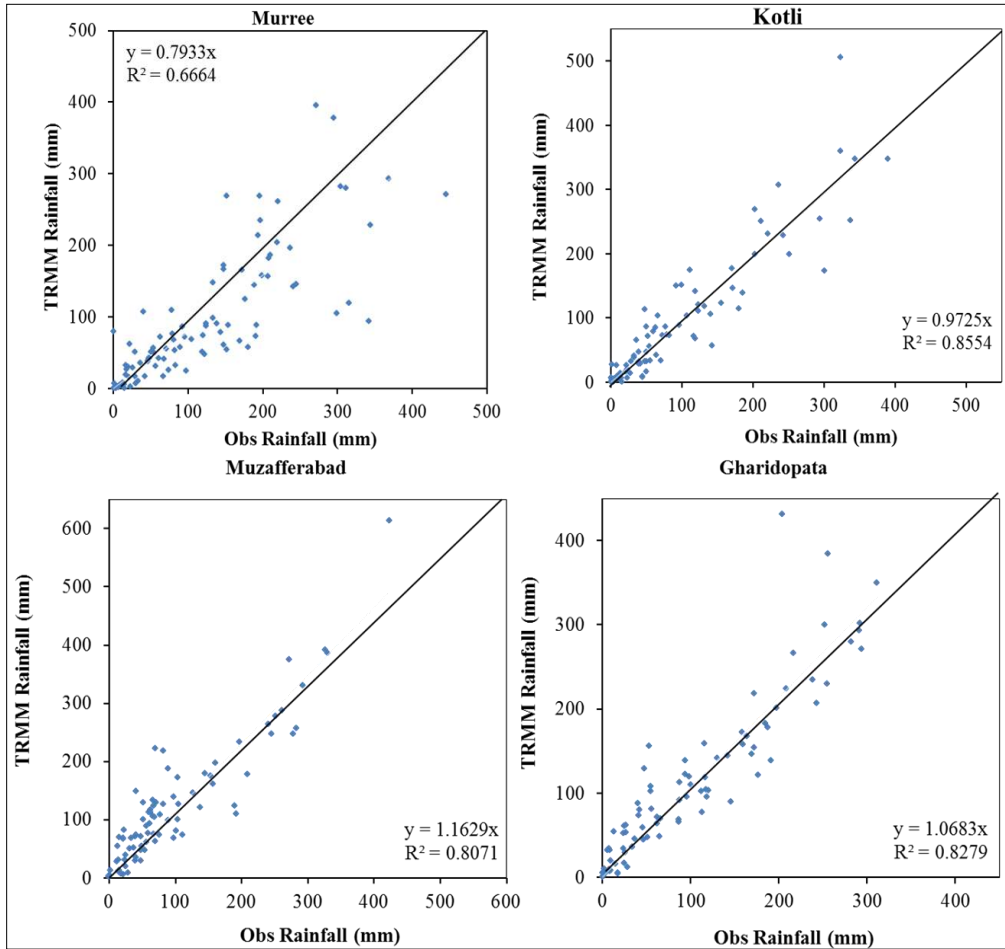 Murree
y = 0.7933x
R² = 0.6664
500
400
300
200
100
0
TRMM Rainfall (mm)
0 100 200 300 400 500
Obs Rainfall (mm)
Kotli
500
400
300
200
100
0
TRMM Rainfall (mm)
y = 0.9725x
R² = 0.8554
0 100 200 300 400 500
Obs Rainfall (mm)
Muzafferabad
600
500
400
300
200
100
0
TRMM Rainfall (mm)
y = 1.1629x
R² = 0.8071
0 100 200 300 400 500 600
Obs Rainfall (mm)
Gharidopata
400
300
200
100
0
TRMM Rainfall (mm)
y = 1.0683x
R² = 0.8279
0 100 200 300 400
Obs Rainfall (mm)